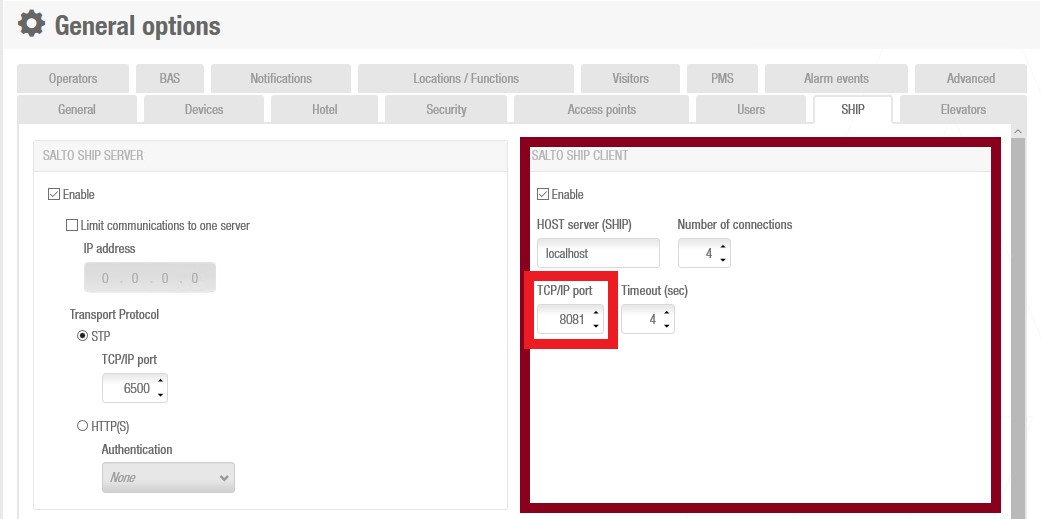 General options
Operators BAS Notifications Locations / Functions Visitors PMS Alarm events Advanced
General Devices Hotel Security Access points Users SHIP Elevators
SALTO SHIP SERVER
Enable
Limit communications to one server
IP address
0 . 0 . 0 . 0
Transport Protocol
STP
TCP/IP port
6500
HTTP(S)
Authentication
None
SALTO SHIP CLIENT
Enable
HOST server (SHIP) Number of connections
localhost 4
TCP/IP port Timeout (sec)
8081 4